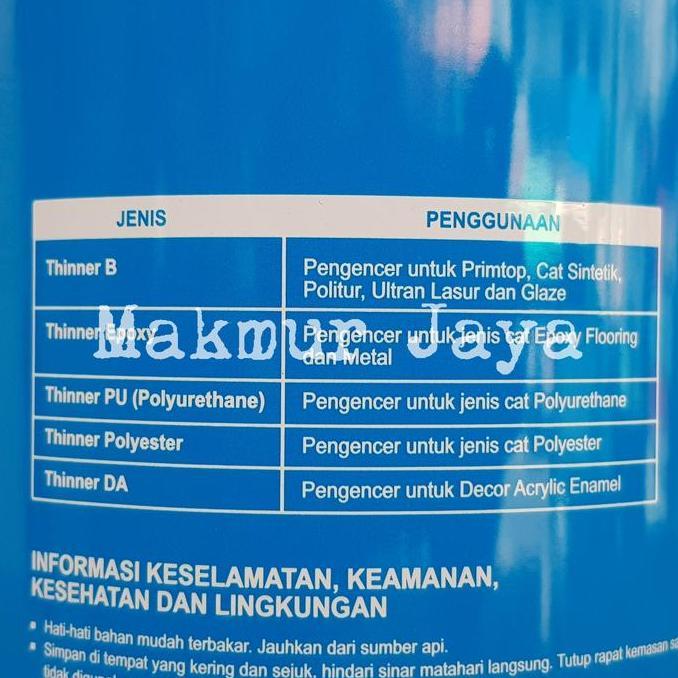 JENIS PENGGUNAAN
Thinner B Pengencer untuk Primtop, Cat Sintetik,
Politur, Ultran Lasur dan Glaze
Thinner Epoxy Pengencer untuk jenis cat Epoxy Flooring
dan Metal
Makmur Jaya
Thinner PU (Polyurethane) Pengencer untuk jenis cat Polyurethane
Thinner Polyester Pengencer untuk jenis cat Polyester
Thinner DA Pengencer untuk Decor Acrylic Enamel
INFORMASI KESELAMATAN, KEAMANAN,
KESEHATAN DAN LINGKUNGAN
▪ Hati-hati bahan mudah terbakar. Jauhkan dari sumber api.
▪ Simpan di tempat yang kering dan sejuk, hindari sinar matahari langsung. Tutup rapat kemasan
tidak